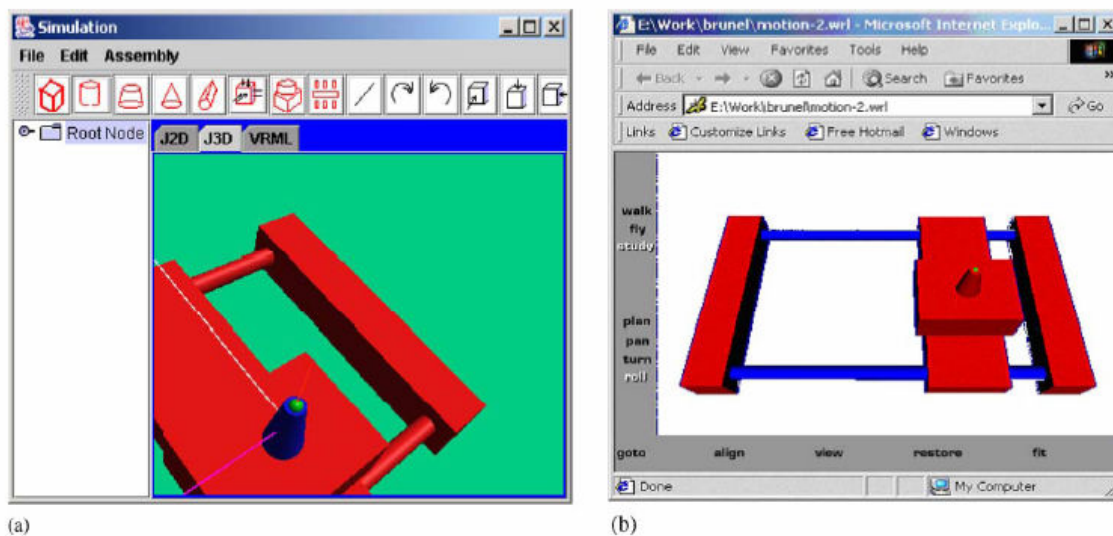 Simulation
File Edit Assembly
Root Node
J2D J3D VRML
(a)
E:\Work\brunel\motion-2.wrl - Microsoft Internet Explo...
File Edit View Favorites Tools Help
Back Search Favorites »
Address E:\Work\brunel\motion-2.wrl Go
Links Customize Links Free Hotmail Windows
walk
fly
study
plan
pan
turn
roll
goto align view restore fit
Done My Computer
(b)